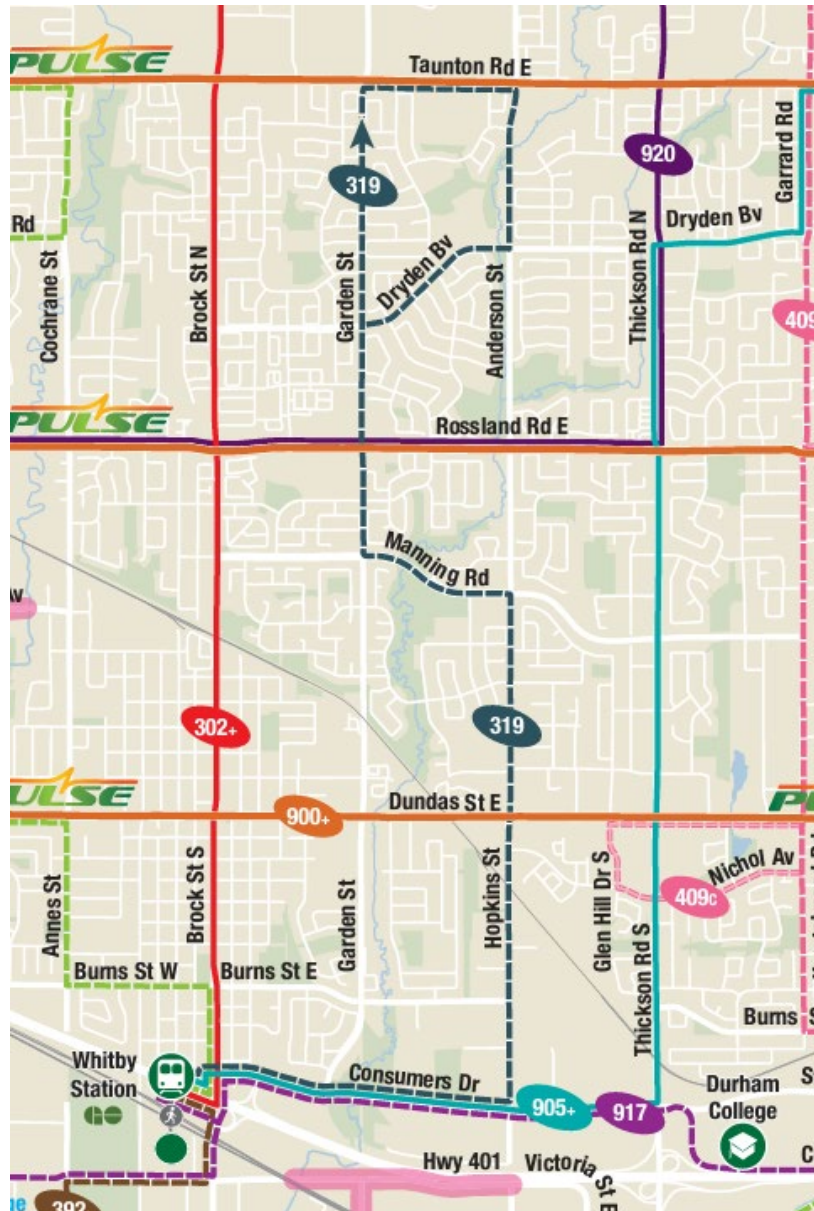 PULSE
Taunton Rd E
Garrard Rd
920
319
Rd
Dryden Bv
Dryden Bv
Cochrane St
Brock St N
Garden St
Anderson St
Thickson Rd N
409
PULSE
Rossland Rd E
Manning Rd
302+
319
PULSE
Dundas St E
900+
Nichol Av
409C
Annes St
Brock St S
Garden St
Hopkins St
Glen Hill Dr S
Thickson Rd S
Burns St W
Burns St E
Burns S
Whitby
Station
GO
Consumers Dr
905+
917
Durham
College
Hwy 401
Victoria St E
392